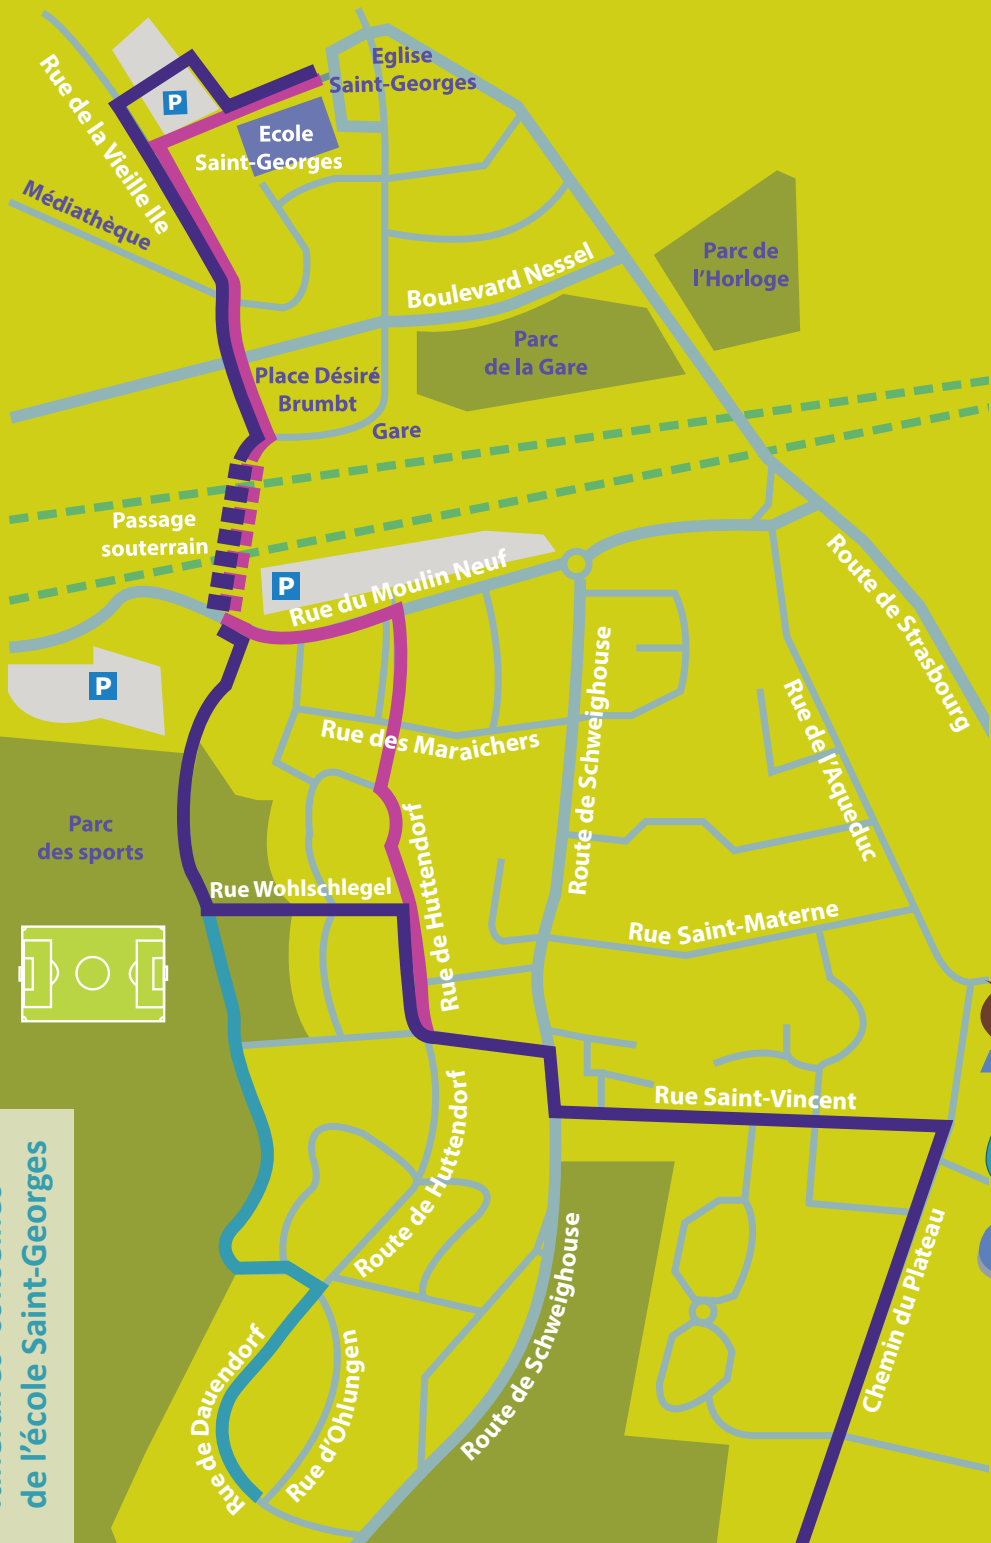 Eglise
Saint-Georges
Rue de la Vieille Ile
P
Ecole
Saint-Georges
Médiathèque
Parc de
l'Horloge
Boulevard Nessel
Parc
de la Gare
Place Désiré
Brumbt
Gare
Passage
souterrain
P
Rue du Moulin Neuf
Route de Strasbourg
P
Rue des Maraichers
Route de Schweighouse
Rue de l'Aqueduc
Parc
des sports
Rue de Huttendorf
Rue Wohlschlegel
Rue Saint-Materne
Rue Saint-Vincent
Route de Huttendorf
de l'école Saint-Georges
Route de Schweighouse
Chemin du Plateau
Rue de Dauendorf
Rue d'Ohlungen